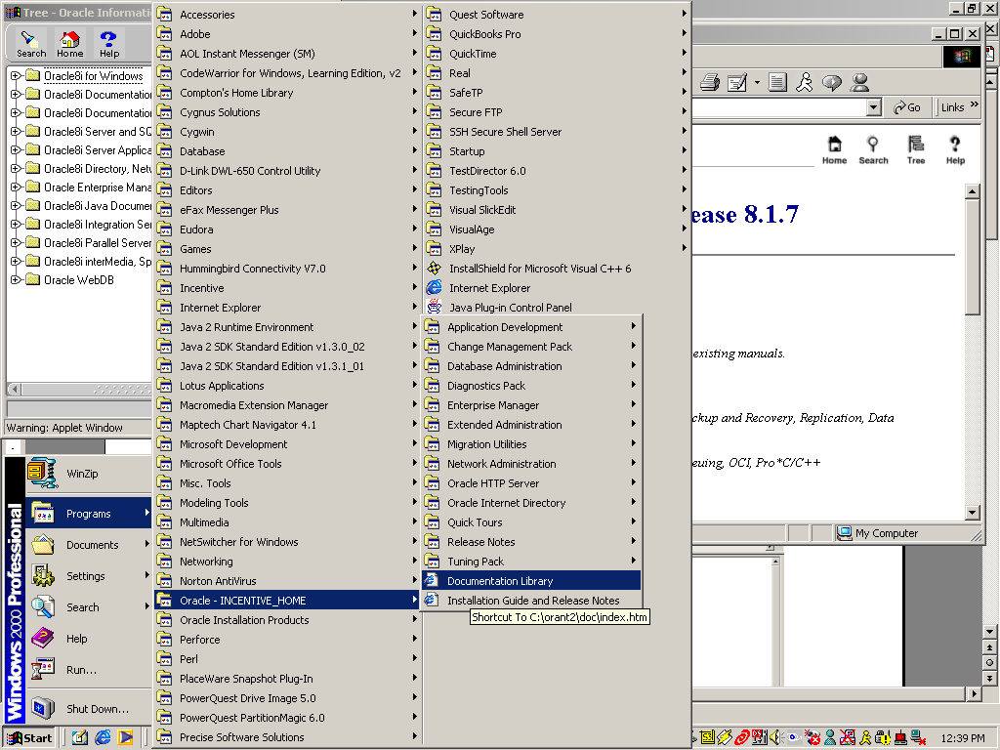 Tree - Oracle Informati
Search
Home
Help
Oracle8i for Windows
Oracle8i Documentatio
Oracle8i Documentatio
Oracle8i Server and SQ
Oracle8i Server Applica
Oracle8i Directory, Net
Oracle Enterprise Mana
Oracle8i Java Docume
Oracle8i Integration Se
Oracle8i Parallel Server
Oracle8i interMedia, Sp
Oracle WebDB
Warning: Applet Window
Windows 2000 Professional
WinZip
Programs
Documents
Settings
Search
Help
Run...
Shut Down...
Start
Accessories
Adobe
AOL Instant Messenger (SM)
CodeWarrior for Windows, Learning Edition, v2
Compton's Home Library
Cygnus Solutions
Cygwin
Database
D-Link DWL-650 Control Utility
Editors
eFax Messenger Plus
Eudora
Games
Hummingbird Connectivity V7.0
Incentive
Internet Explorer
Java 2 Runtime Environment
Java 2 SDK Standard Edition v1.3.0_02
Java 2 SDK Standard Edition v1.3.1_01
Lotus Applications
Macromedia Extension Manager
Maptech Chart Navigator 4.1
Microsoft Development
Microsoft Office Tools
Misc. Tools
Modeling Tools
Multimedia
NetSwitcher for Windows
Networking
Norton AntiVirus
Oracle - INCENTIVE_HOME
Oracle Installation Products
Perforce
Perl
PlaceWare Snapshot Plug-In
PowerQuest Drive Image 5.0
PowerQuest PartitionMagic 6.0
Precise Software Solutions
Quest Software
QuickBooks Pro
QuickTime
Real
SafeTP
Secure FTP
SSH Secure Shell Server
Startup
TestDirector 6.0
TestingTools
Visual SlickEdit
VisualAge
XPlay
InstallShield for Microsoft Visual C++ 6
Internet Explorer
Java Plug-in Control Panel
Application Development
Change Management Pack
Database Administration
Diagnostics Pack
Enterprise Manager
Extended Administration
Migration Utilities
Network Administration
Oracle HTTP Server
Oracle Internet Directory
Quick Tours
Release Notes
Tuning Pack
Documentation Library
Installation Guide and Release Notes
Shortcut To C:\orant2\doc\index.htm
Go
Links
Home
Search
Tree
Help
ease 8.1.7
existing manuals.
ckup and Recovery, Replication, Data
euing, OCI, Pro*C/C++
My Computer
12:39 PM